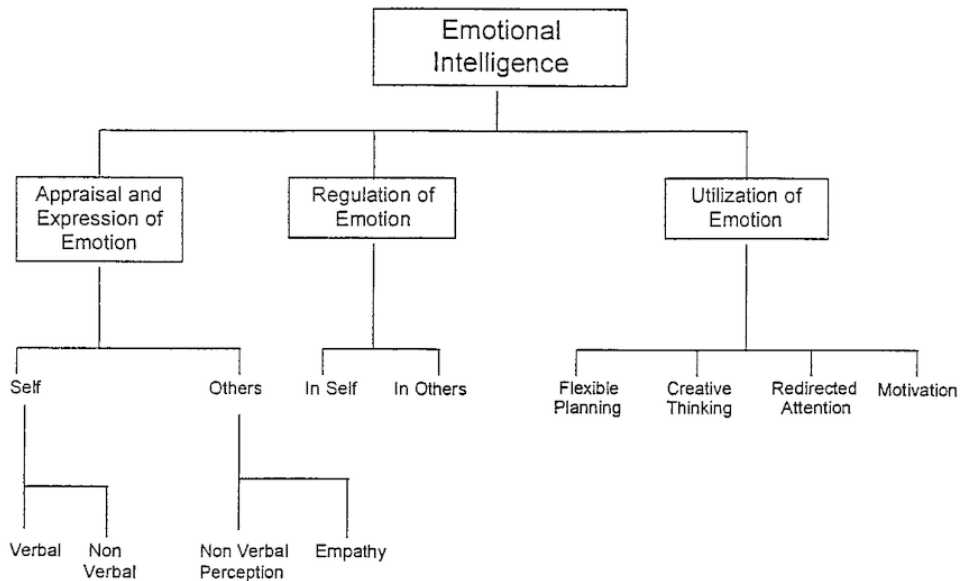 Emotional
Intelligence
Appraisal and
Expression of
Emotion
Regulation of
Emotion
Utilization of
Emotion
Self
Others
In Self
In Others
Flexible
Planning
Creative
Thinking
Redirected
Attention
Motivation
Verbal
Non
Verbal
Non Verbal
Perception
Empathy